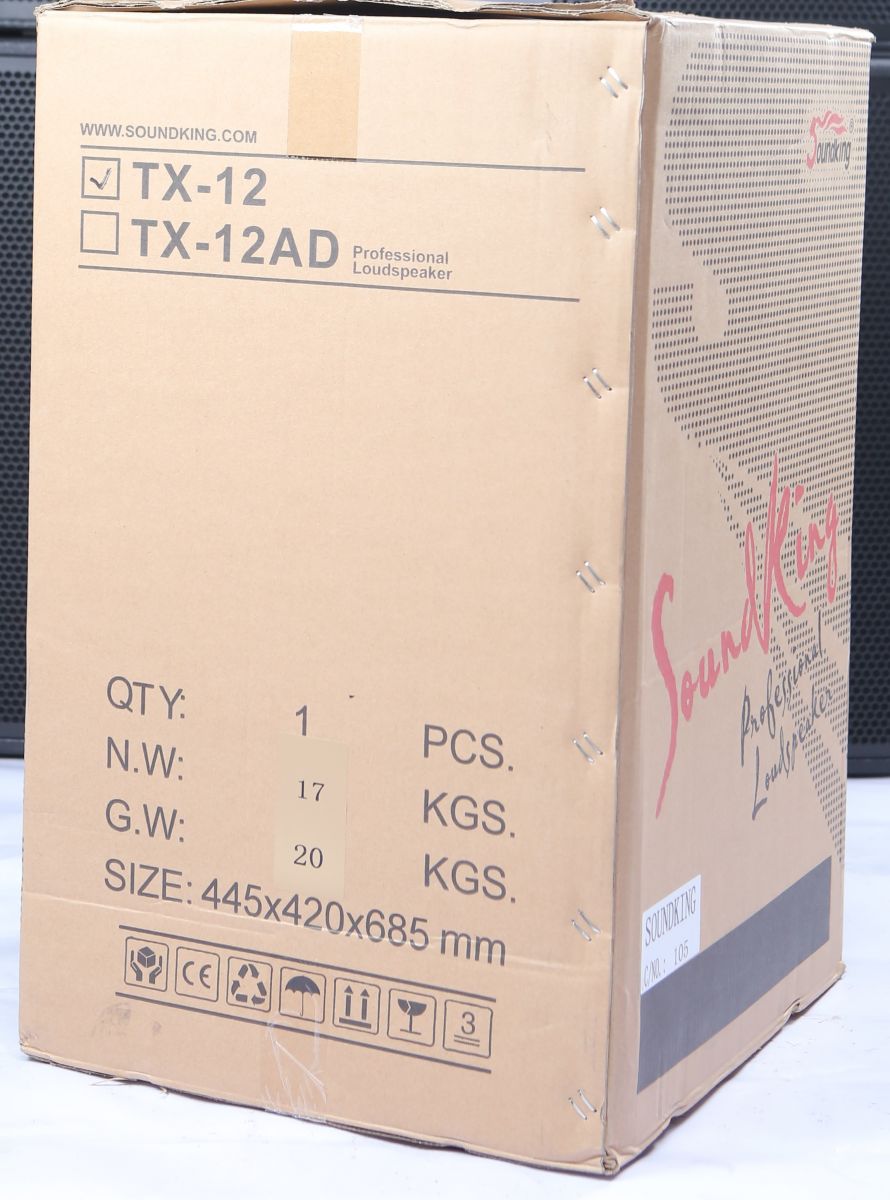 WWW.SOUNDKING.COM
TX-12
TX-12AD Professional
Loudspeaker
QTY: 1 PCS.
N.W: 17 KGS.
G.W: 20 KGS.
SIZE: 445x420x685 mm
CE
3
Soundking®
SoundKing
Professional
Loudspeaker
SOUNDKING
C/NO.: 105